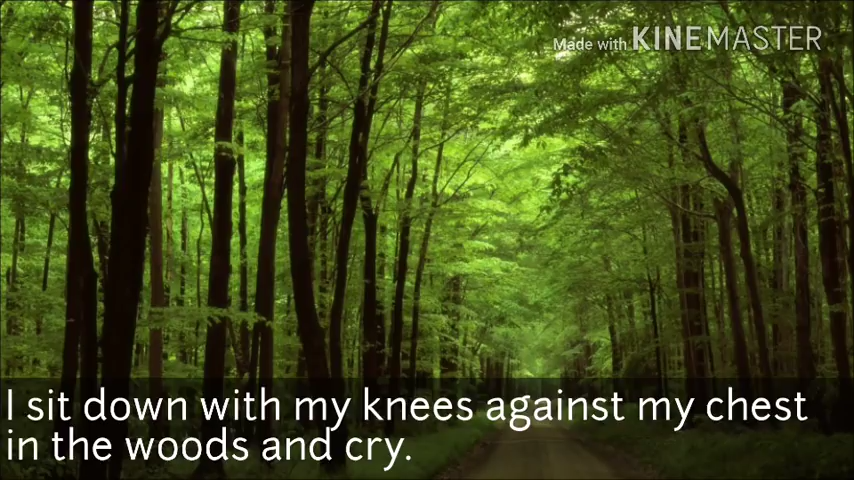 Made with KINEMASTER
I sit down with my knees against my chest
in the woods and cry.